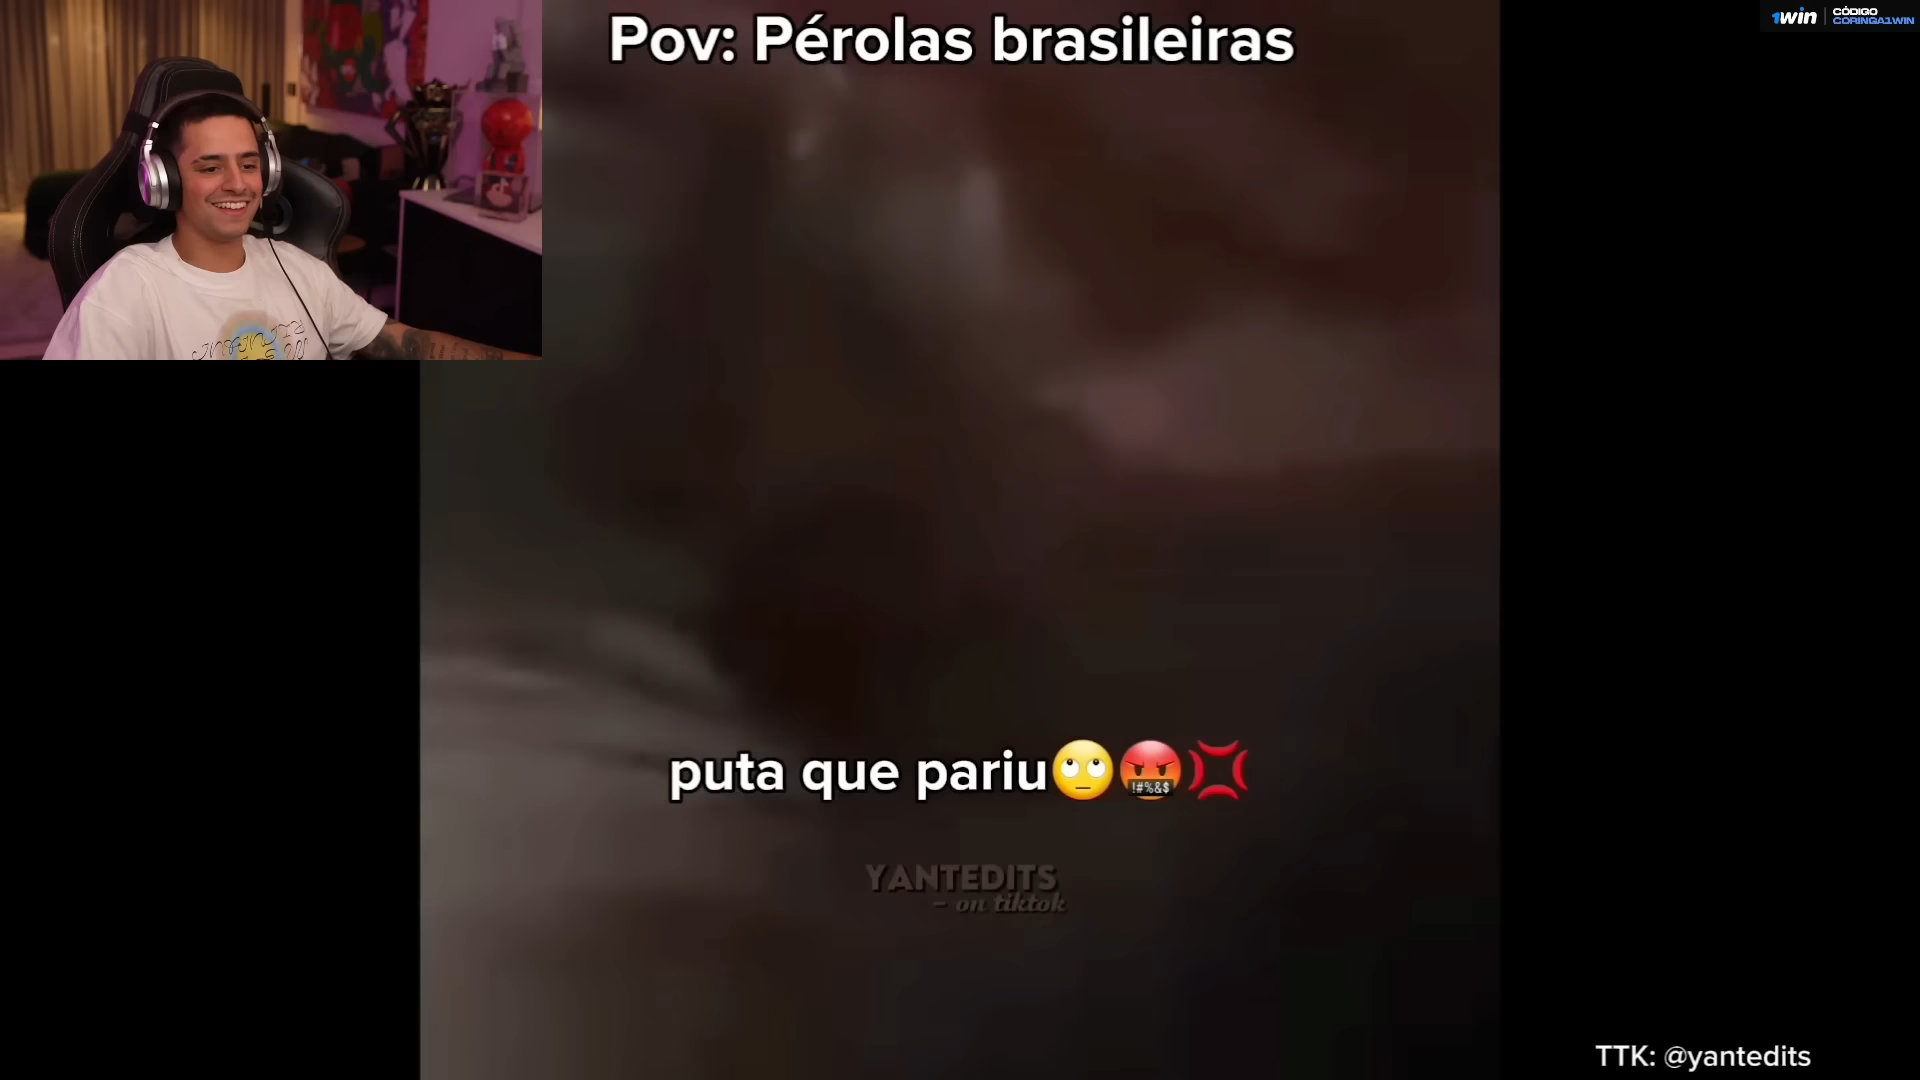 Pov: Pérolas brasileiras
1win | CÓDIGO
CORINGA1WIN
puta que pariu🙄🤬💢
!#%&$
YANTEDITS
- on tiktok
TTK: @yantedits